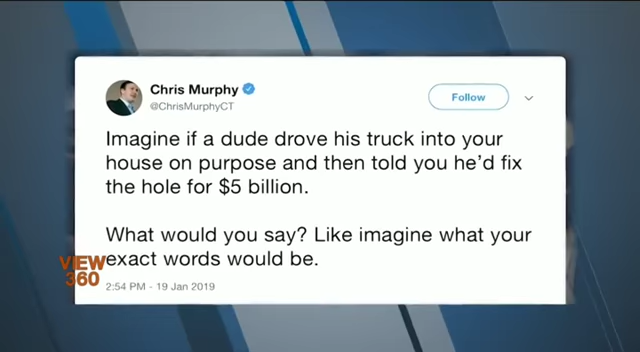 Chris Murphy
@ChrisMurphyCT
Follow
Imagine if a dude drove his truck into your
house on purpose and then told you he’d fix
the hole for $5 billion.
What would you say? Like imagine what your
exact words would be.
2:54 PM - 19 Jan 2019
VIEW
360